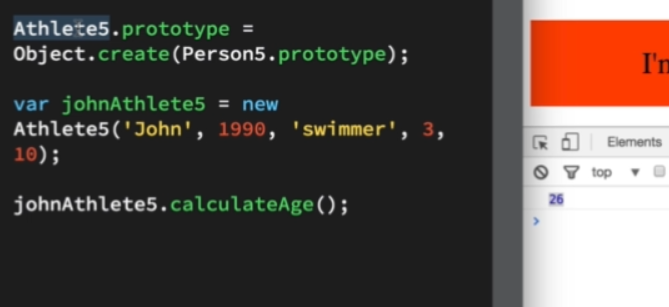 Athlete5.prototype =
Object.create(Person5.prototype);
var johnAthlete5 = new
Athlete5('John', 1990, 'swimmer', 3,
10);
johnAthlete5.calculateAge();
I'm
Elements
top
26